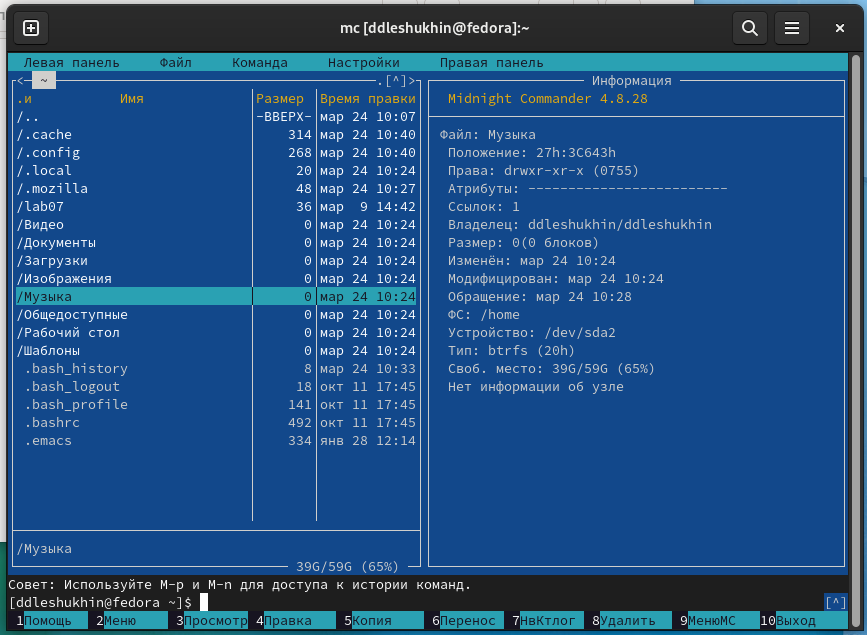 mc [ddleshukhin@fedora]:~
Левая панель Файл Команда Настройки Правая панель
<— ~ .[^]>
.и Имя Размер Время правки
/.. -ВВЕРХ- мар 24 10:07
/.cache 314 мар 24 10:40
/.config 268 мар 24 10:40
/.local 20 мар 24 10:24
/.mozilla 48 мар 24 10:27
/lab07 36 мар 9 14:42
/Видео 0 мар 24 10:24
/Документы 0 мар 24 10:24
/Загрузки 0 мар 24 10:24
/Изображения 0 мар 24 10:24
/Музыка 0 мар 24 10:24
/Общедоступные 0 мар 24 10:24
/Рабочий стол 0 мар 24 10:24
/Шаблоны 0 мар 24 10:24
.bash_history 8 мар 24 10:33
.bash_logout 18 окт 11 17:45
.bash_profile 141 окт 11 17:45
.bashrc 492 окт 11 17:45
.emacs 334 янв 28 12:14
/Музыка
39G/59G (65%)
Информация
Midnight Commander 4.8.28
Файл: Музыка
Положение: 27h:3C643h
Права: drwxr-xr-x (0755)
Атрибуты: -------------------------
Ссылок: 1
Владелец: ddleshukhin/ddleshukhin
Размер: 0(0 блоков)
Изменён: мар 24 10:24
Модифицирован: мар 24 10:24
Обращение: мар 24 10:28
ФС: /home
Устройство: /dev/sda2
Тип: btrfs (20h)
Своб. место: 39G/59G (65%)
Нет информации об узле
Совет: Используйте M-p и M-n для доступа к истории команд.
[ddleshukhin@fedora ~]$ [^]
1Помощь 2Меню 3Просмотр 4Правка 5Копия 6Перенос 7НвКтлог 8Удалить 9МенюМС 10Выход